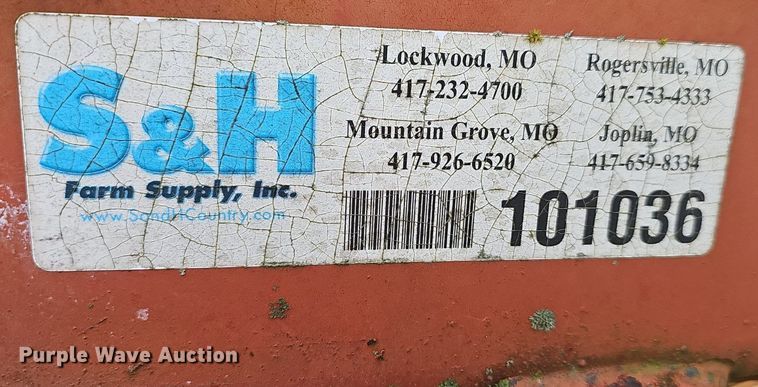 S&H
Farm Supply, Inc.
www.SandHCountry.com
Lockwood, MO
417-232-4700
Mountain Grove, MO
417-926-6520
Rogersville, MO
417-753-4333
Joplin, MO
417-659-8334
101036
Purple Wave Auction